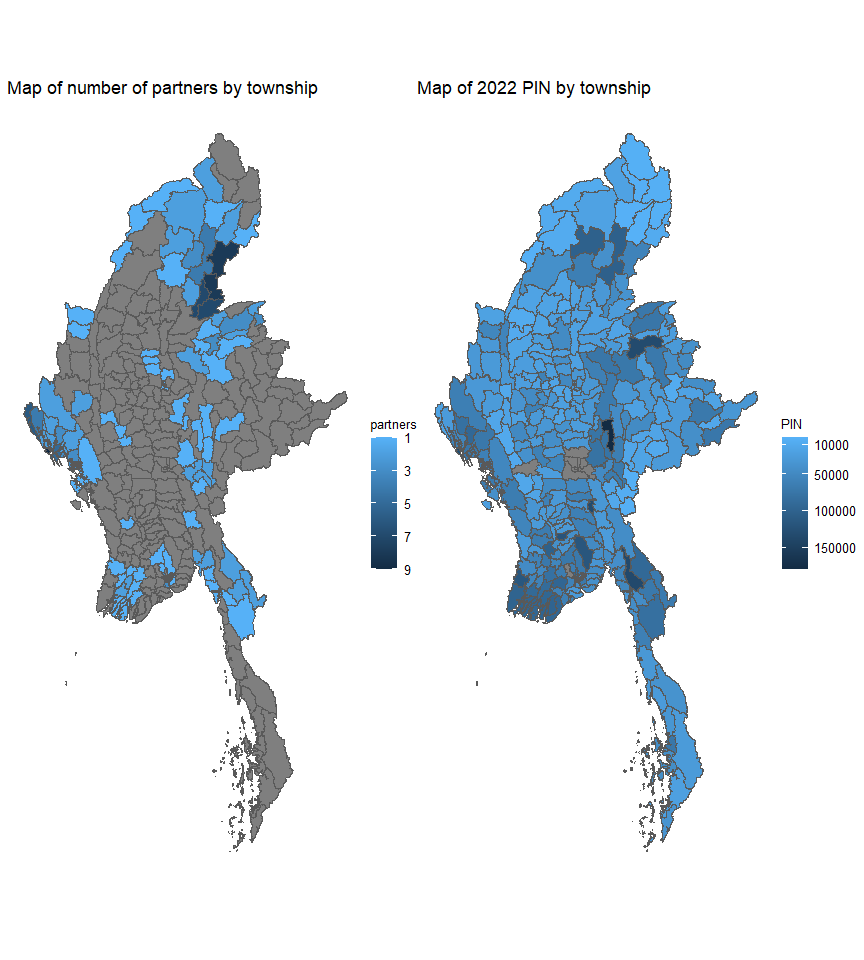 Map of number of partners by township
Map of 2022 PIN by township
partners
1
3
5
7
9
PIN
10000
50000
100000
150000